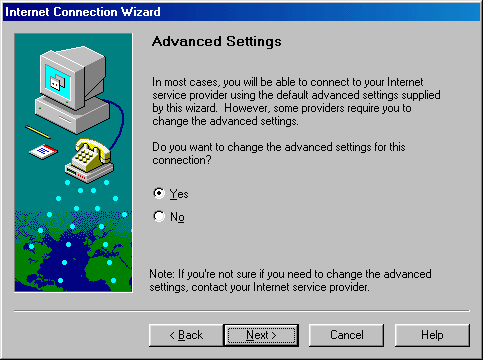 Internet Connection Wizard
Advanced Settings
In most cases, you will be able to connect to your Internet
service provider using the default advanced settings supplied
by this wizard.  However, some providers require you to
change the advanced settings.
Do you want to change the advanced settings for this
connection?
Yes
No
Note: If you're not sure if you need to change the advanced
settings, contact your Internet service provider.
< Back
Next >
Cancel
Help